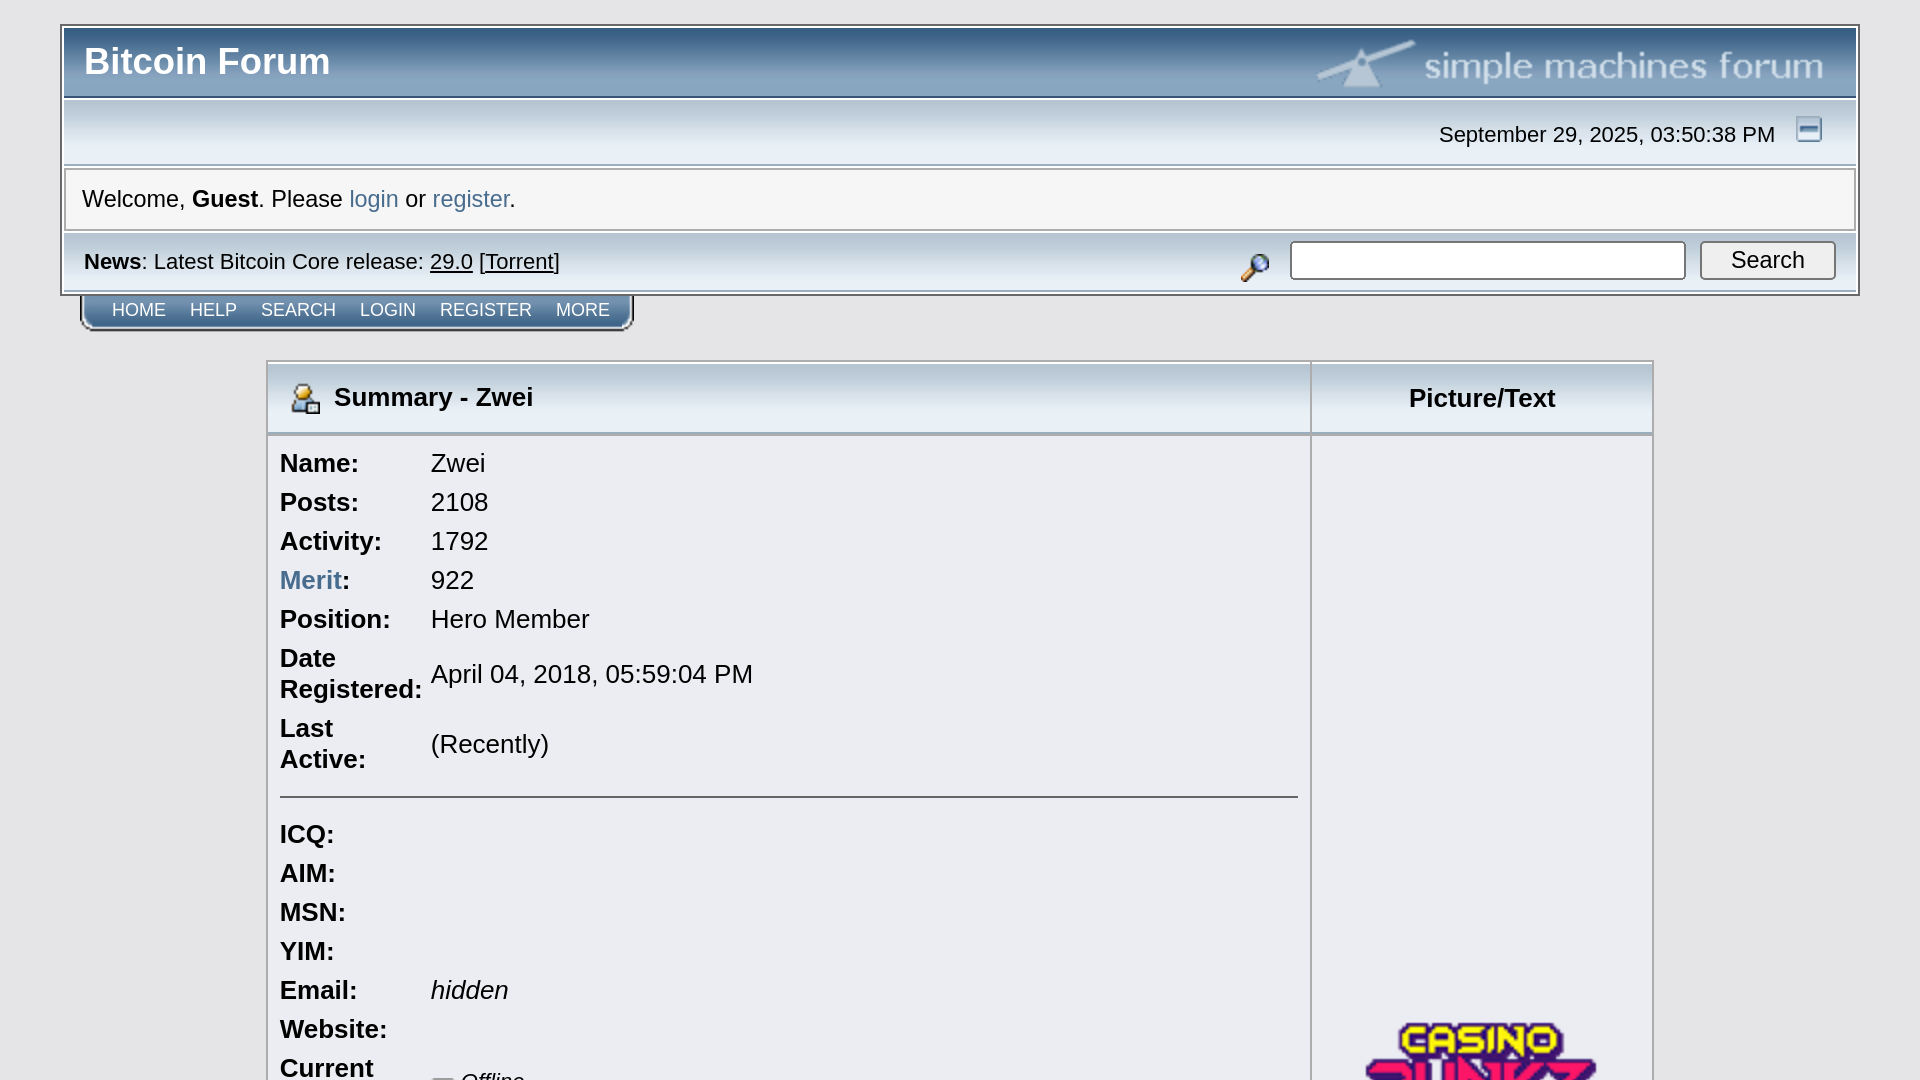 Bitcoin Forum
simple machines forum
September 29, 2025, 03:50:38 PM
Welcome, Guest. Please login or register.
News: Latest Bitcoin Core release: 29.0 [Torrent]
Search
HOME HELP SEARCH LOGIN REGISTER MORE
Summary - Zwei
Picture/Text
Name: Zwei
Posts: 2108
Activity: 1792
Merit: 922
Position: Hero Member
Date
Registered: April 04, 2018, 05:59:04 PM
Last
Active: (Recently)
ICQ:
AIM:
MSN:
YIM:
Email: hidden
Website:
Current
Offline
CASINO
PUNKZ